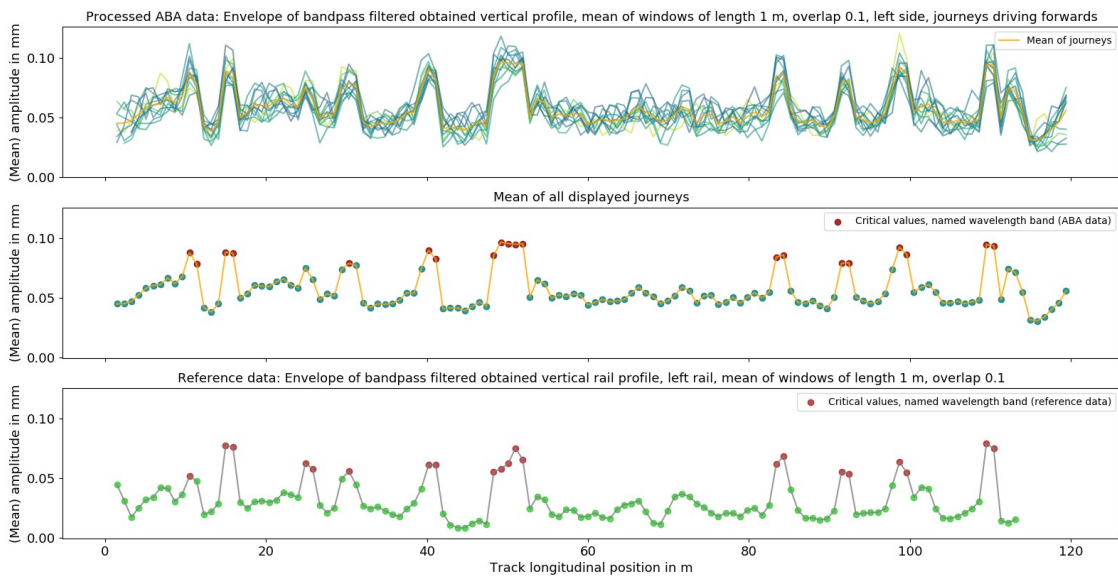 Processed ABA data: Envelope of bandpass filtered obtained vertical profile, mean of windows of length 1 m, overlap 0.1, left side, journeys driving forwards
(Mean) amplitude in mm
0.10
0.05
0.00
Mean of journeys
Mean of all displayed journeys
(Mean) amplitude in mm
0.10
0.05
0.00
Critical values, named wavelength band (ABA data)
Reference data: Envelope of bandpass filtered obtained vertical rail profile, left rail, mean of windows of length 1 m, overlap 0.1
(Mean) amplitude in mm
0.10
0.05
0.00
Critical values, named wavelength band (reference data)
0 20 40 60 80 100 120
Track longitudinal position in m